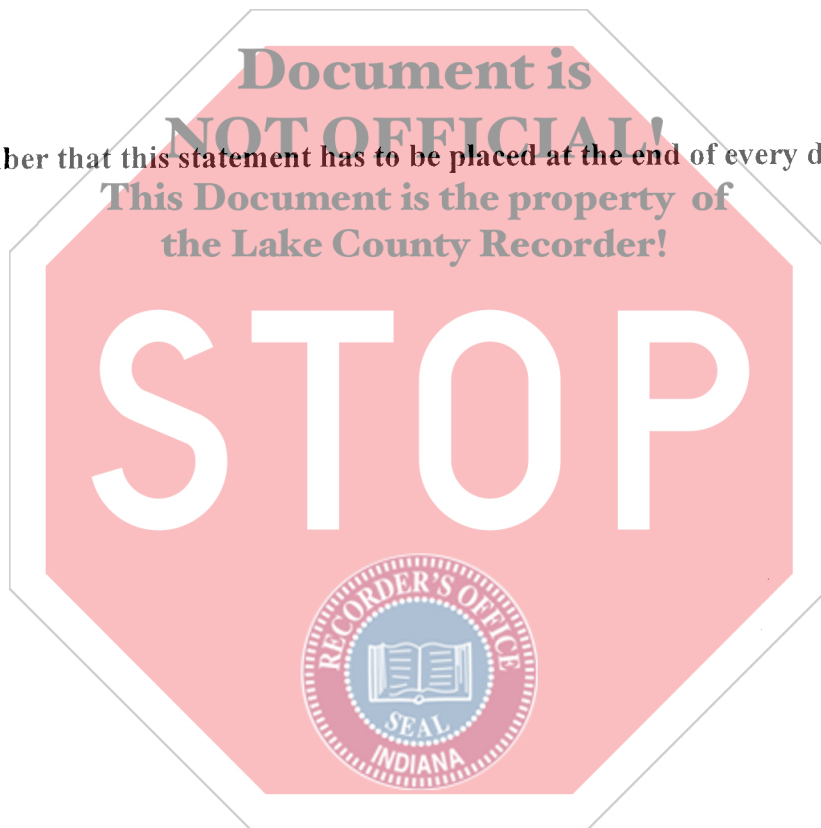 Document is
NOT OFFICIAL!
ber that this statement has to be placed at the end of every d
This Document is the property of
the Lake County Recorder!
STOP
RECORDER'S OFFICE
SEAL
INDIANA